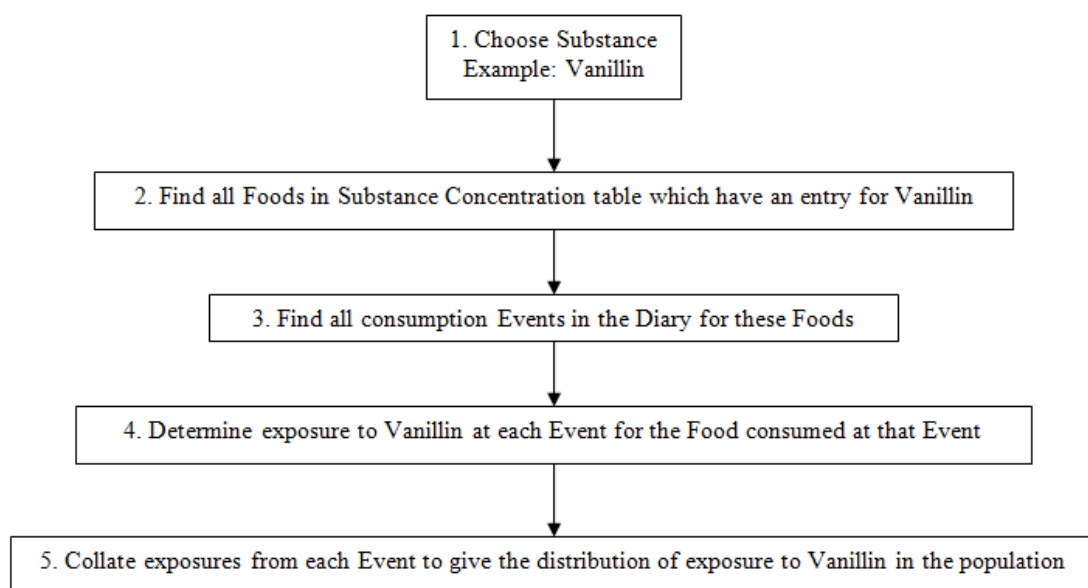 1. Choose Substance
Example: Vanillin
2. Find all Foods in Substance Concentration table which have an entry for Vanillin
3. Find all consumption Events in the Diary for these Foods
4. Determine exposure to Vanillin at each Event for the Food consumed at that Event
5. Collate exposures from each Event to give the distribution of exposure to Vanillin in the population